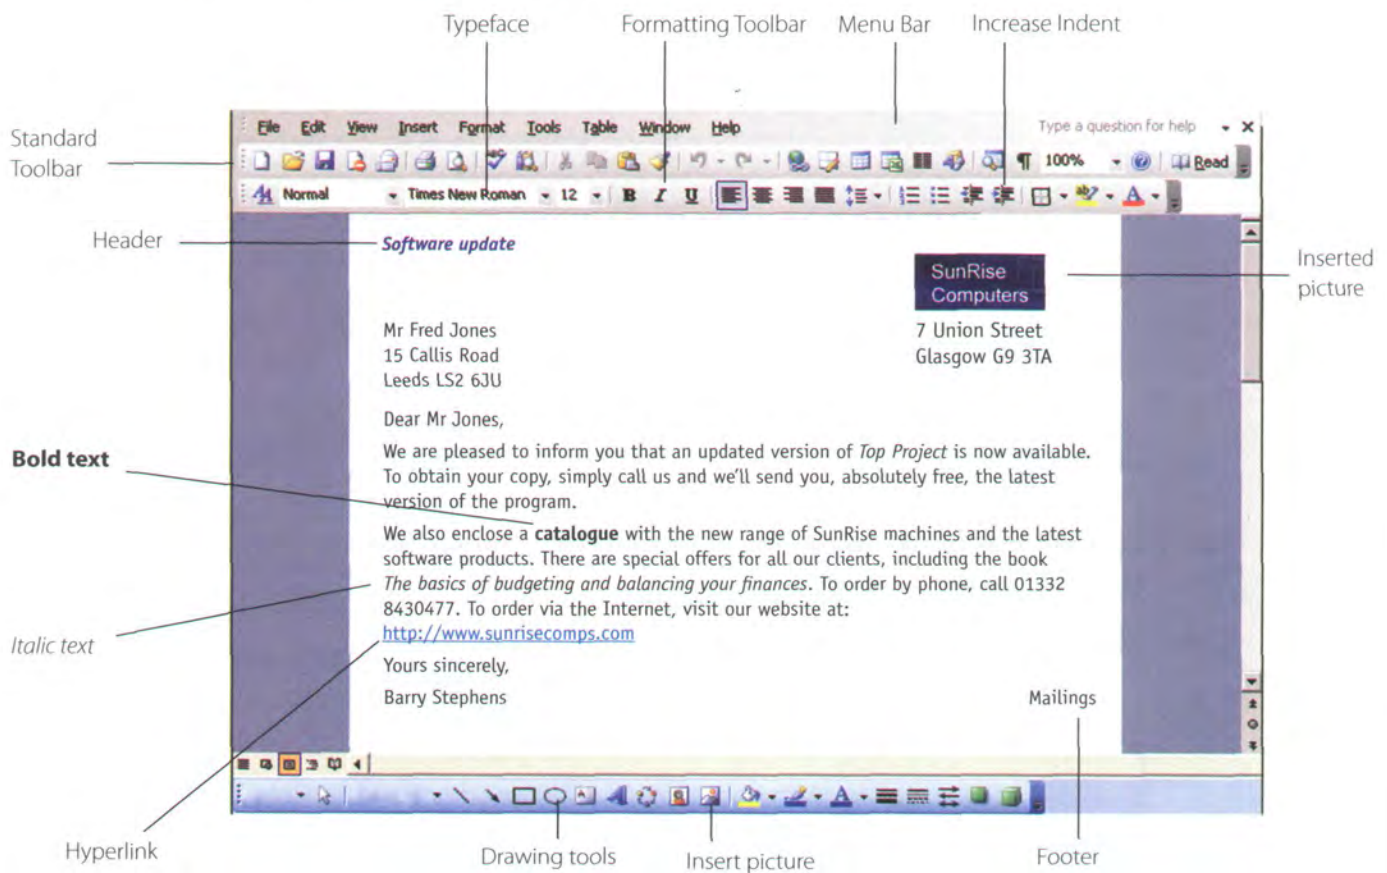 Typeface Formatting Toolbar Menu Bar Increase Indent
Standard
Toolbar
File Edit View Insert Format Tools Table Window Help Type a question for help
100% Read
Normal Times New Roman 12 B I U
Header
Software update
SunRise
Computers
Inserted
picture
Mr Fred Jones
15 Callis Road
Leeds LS2 6JU
7 Union Street
Glasgow G9 3TA
Dear Mr Jones,
Bold text
We are pleased to inform you that an updated version of Top Project is now available.
To obtain your copy, simply call us and we'll send you, absolutely free, the latest
version of the program.
We also enclose a catalogue with the new range of SunRise machines and the latest
software products. There are special offers for all our clients, including the book
The basics of budgeting and balancing your finances. To order by phone, call 01332
8430477. To order via the Internet, visit our website at:
http://www.sunrisecomps.com
Italic text
Yours sincerely,
Barry Stephens
Mailings
Hyperlink Drawing tools Insert picture Footer